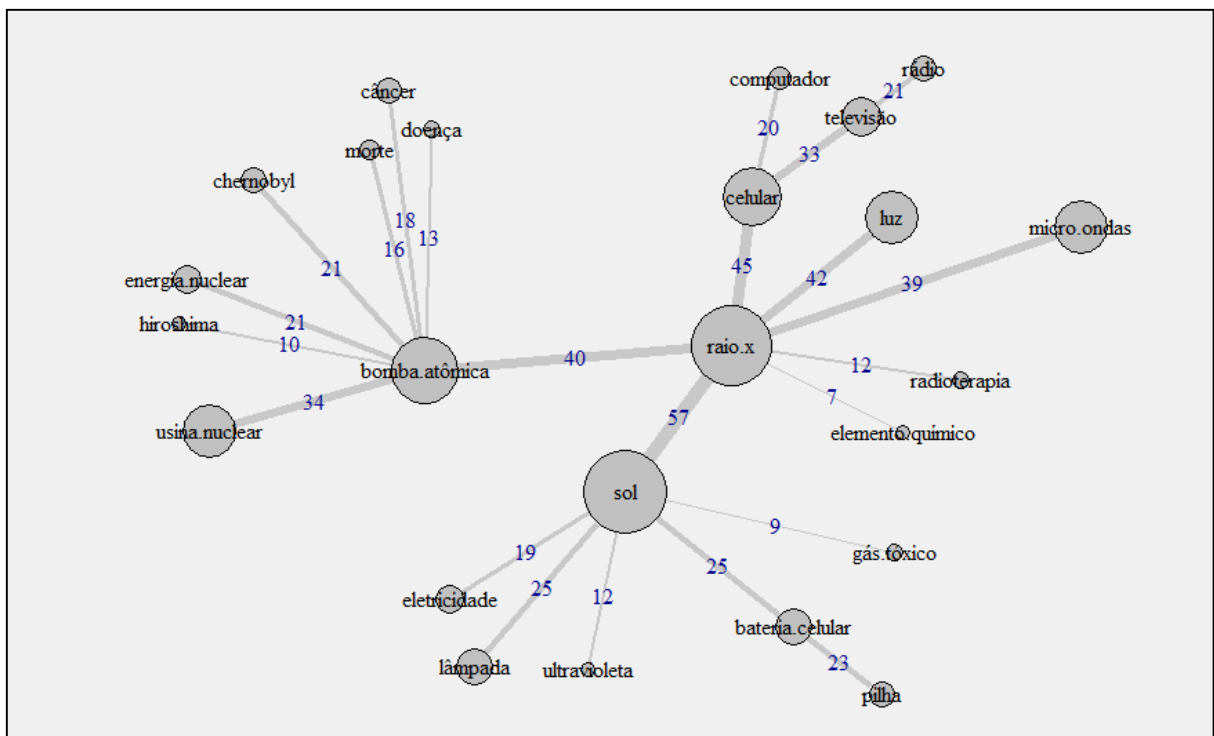 rádio
computador
câncer
21
televisão
doença
20
morte
33
chernobyl
celular
luz
micro.ondas
18
13
16
45
21
42
39
energia.nuclear
21
hiroshima
10
raio.x
40
12
bomba.atômica
radioterapia
7
34
57
usina.nuclear
elemento.quimico
sol
9
19
gás.tóxico
25
25
12
eletricidade
bateria.celular
23
lâmpada
ultravioleta
pilha